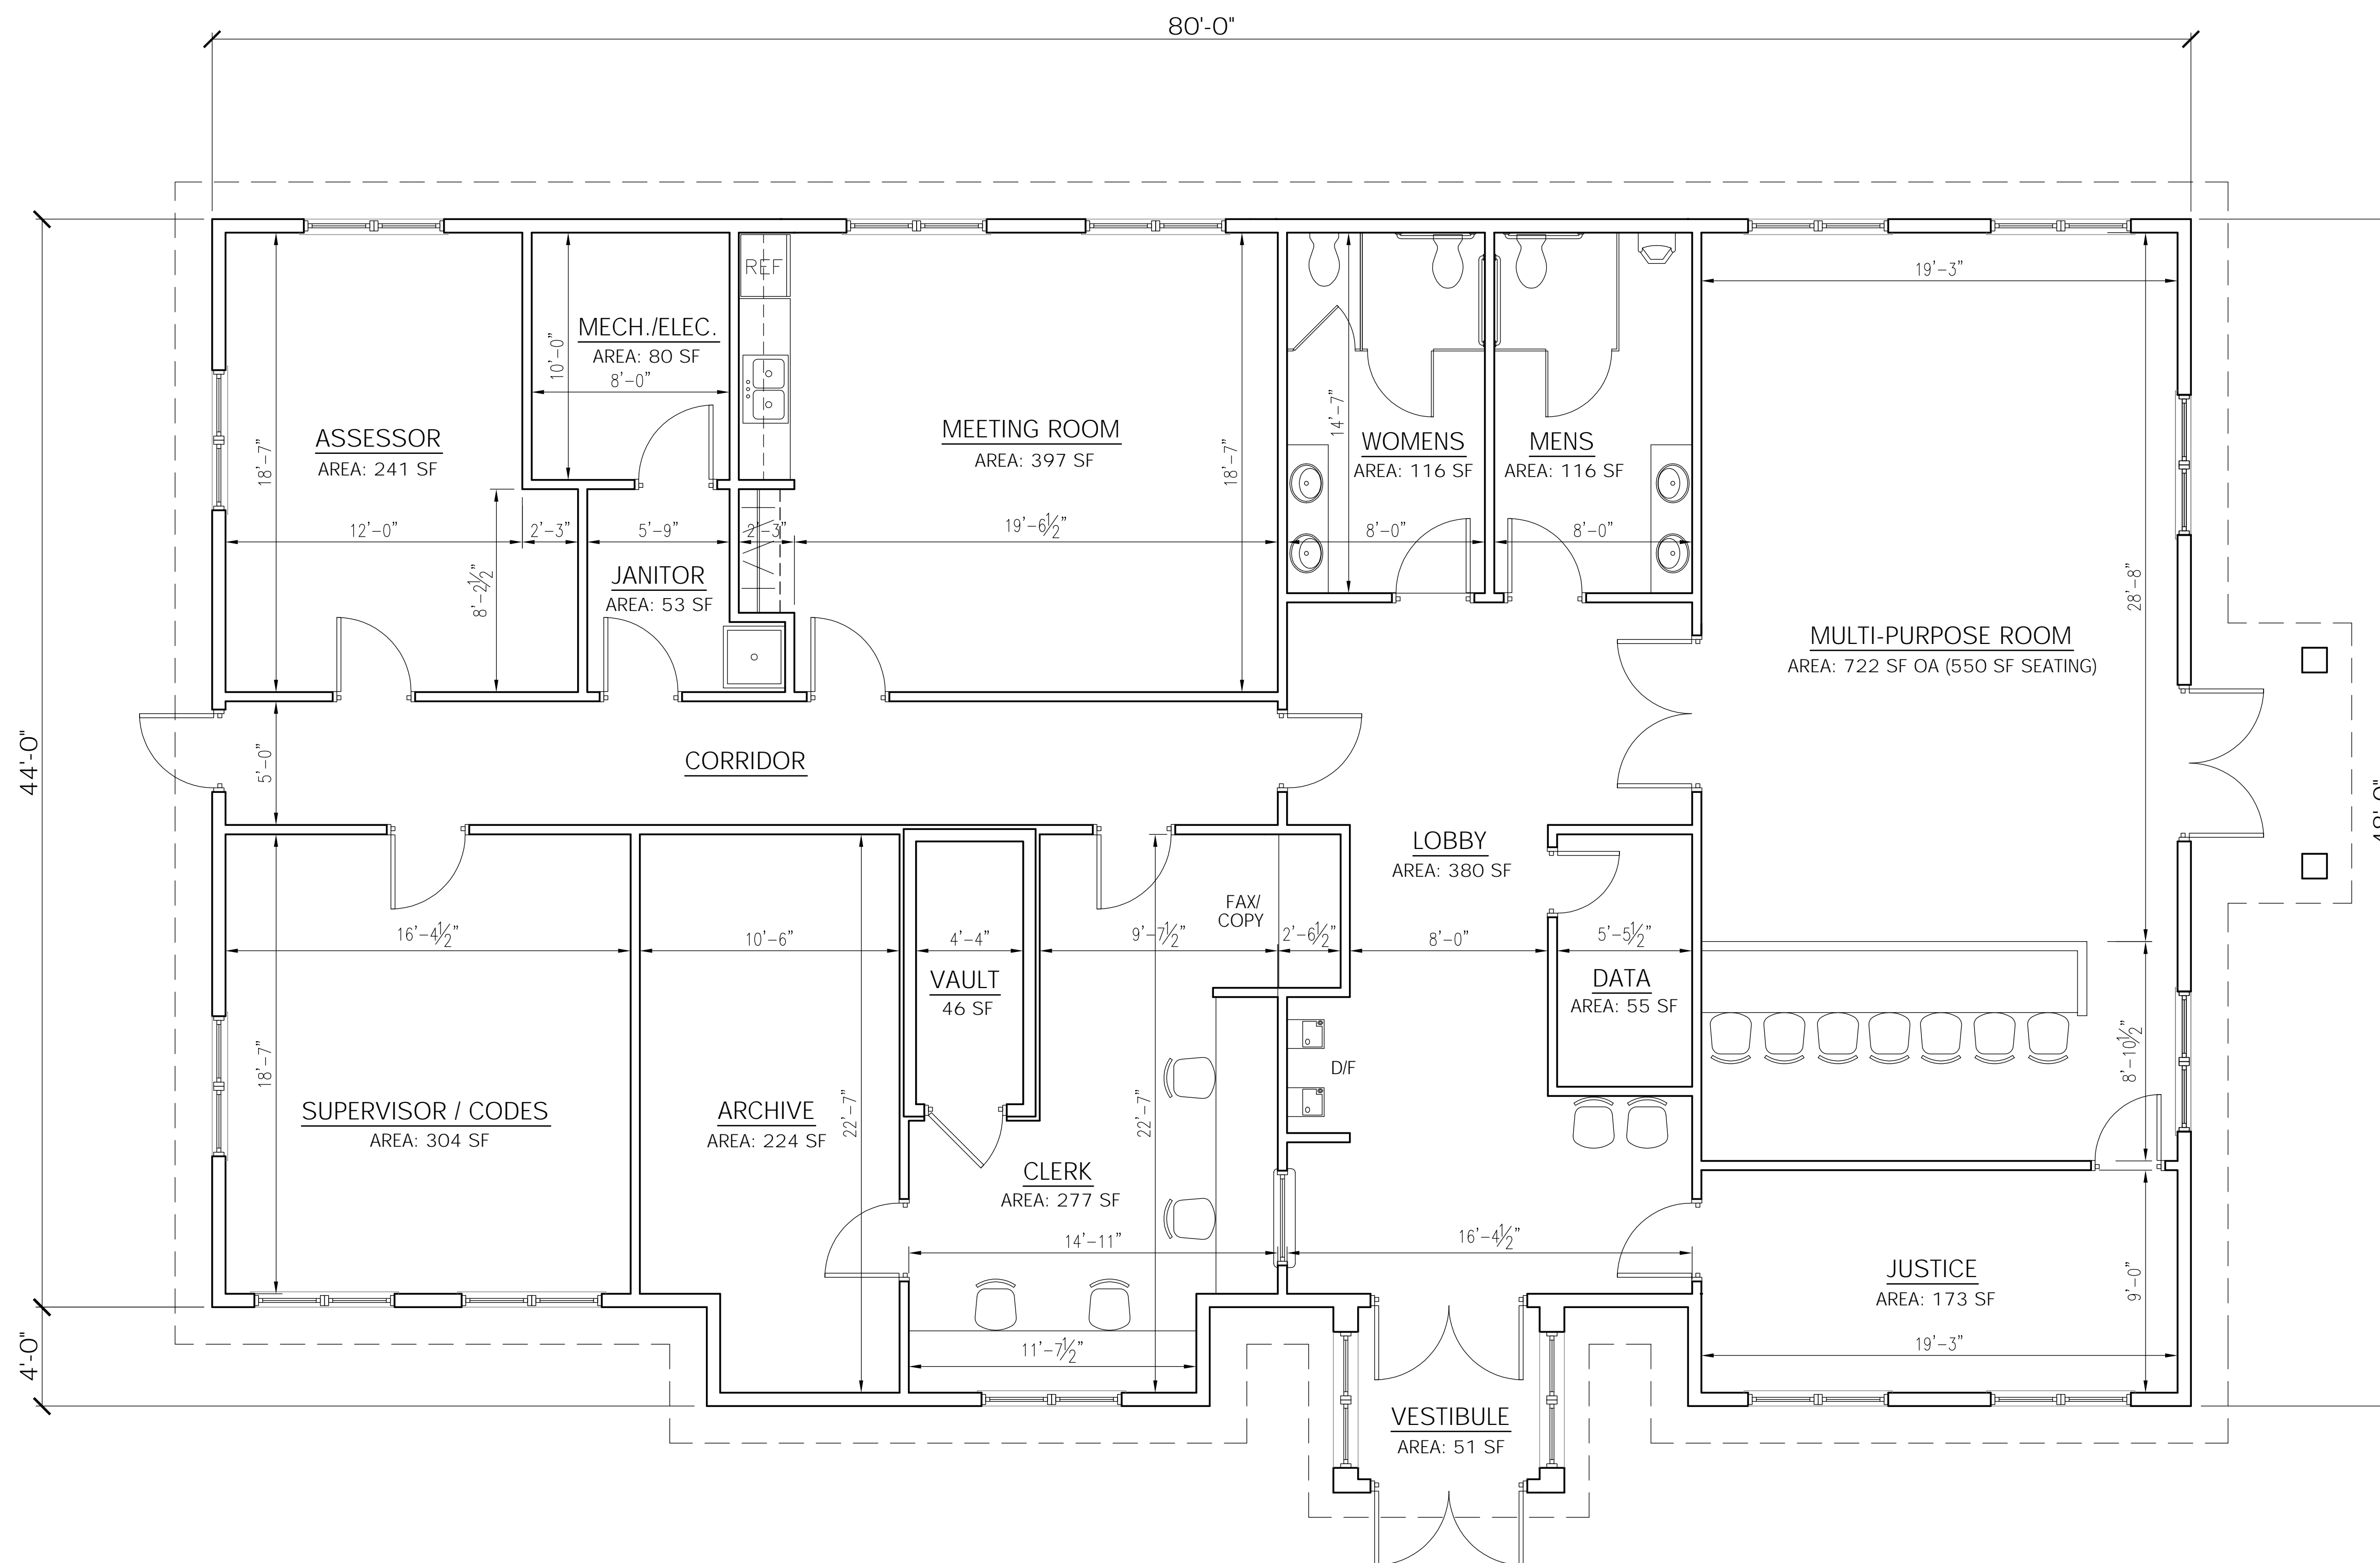 80'-0"
REF
19'-3"
MECH./ELEC.
AREA: 80 SF
10'-0"
8'-0"
ASSESSOR
AREA: 241 SF
18'-7"
MEETING ROOM
AREA: 397 SF
18'-7"
14'-7"
WOMENS
AREA: 116 SF
MENS
AREA: 116 SF
12'-0"
2'-3"
5'-9"
2'-3"
19'-6½"
8'-0"
8'-0"
8'-2½"
JANITOR
AREA: 53 SF
28'-8"
MULTI-PURPOSE ROOM
AREA: 722 SF OA (550 SF SEATING)
44'-0"
5'-0"
CORRIDOR
48'-0"
LOBBY
AREA: 380 SF
FAX/
COPY
16'-4½"
10'-6"
4'-4"
9'-7½"
2'-6½"
8'-0"
5'-5½"
VAULT
46 SF
DATA
AREA: 55 SF
D/F
8'-10½"
18'-7"
SUPERVISOR / CODES
AREA: 304 SF
ARCHIVE
AREA: 224 SF
22'-7"
22'-7"
CLERK
AREA: 277 SF
14'-11"
16'-4½"
JUSTICE
AREA: 173 SF
9'-0"
4'-0"
11'-7½"
19'-3"
VESTIBULE
AREA: 51 SF